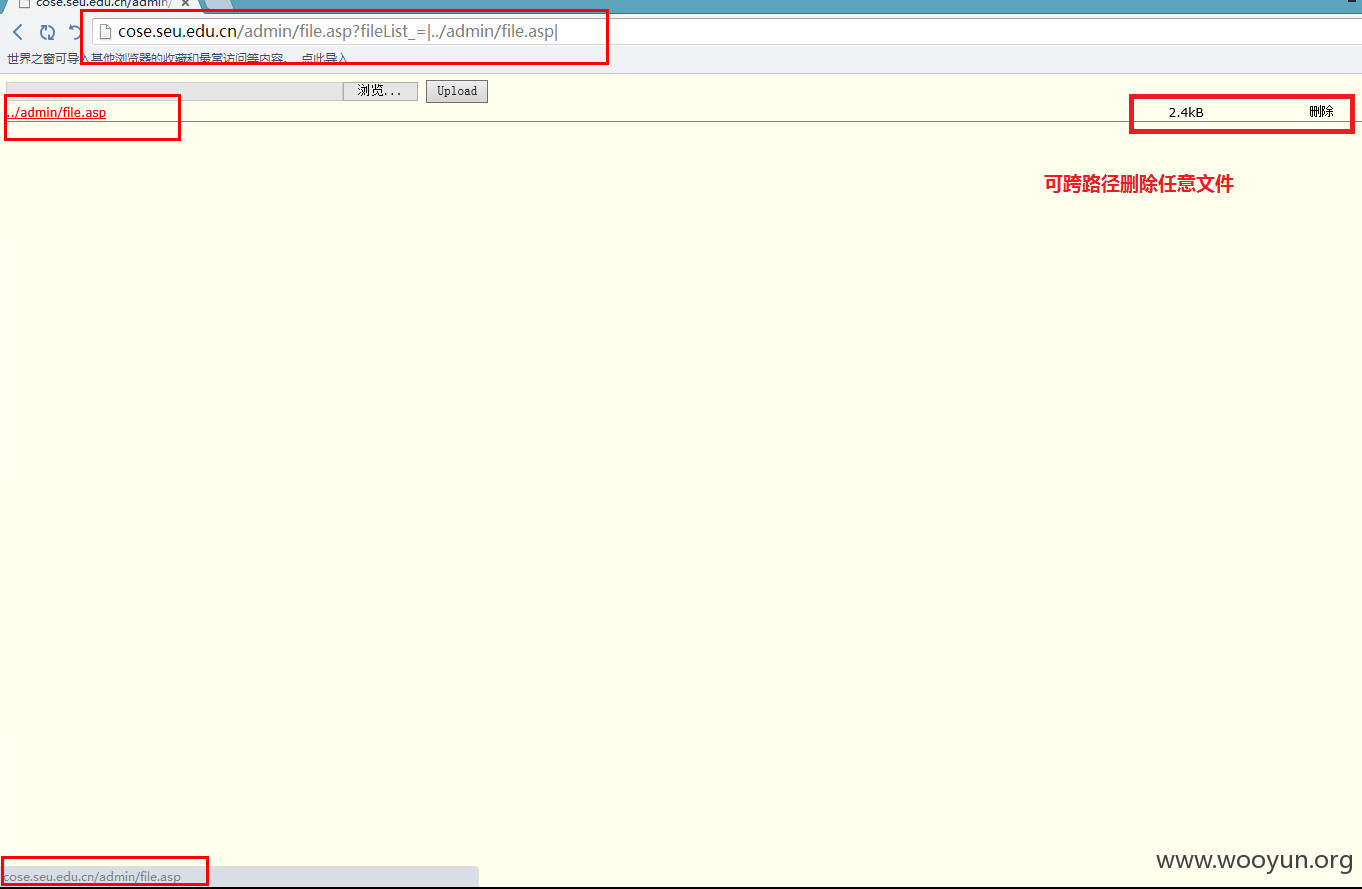 cose.seu.edu.cn/admin/
cose.seu.edu.cn/admin/file.asp?fileList_=|../admin/file.asp|
世界之窗可导入其他浏览器的收藏和最常访问等内容。 点此导入
浏览... Upload
../admin/file.asp 2.4kB 删除
可跨路径删除任意文件
www.wooyun.org
cose.seu.edu.cn/admin/file.asp